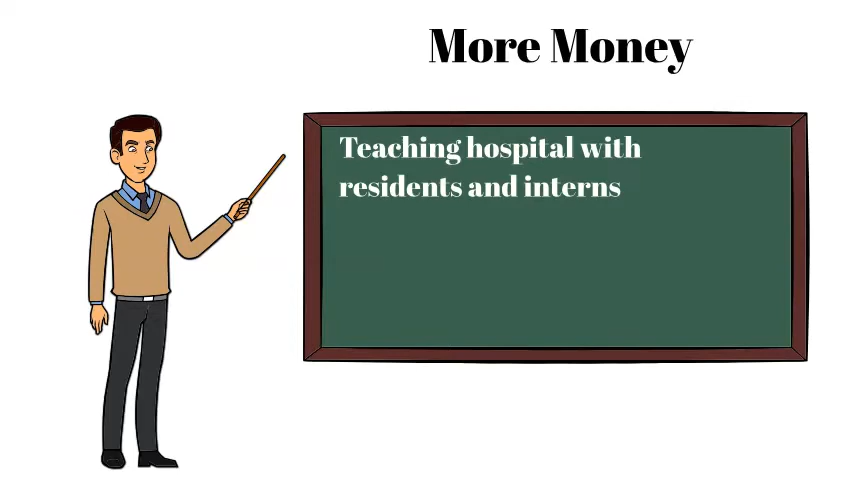 More Money
Teaching hospital with
residents and interns